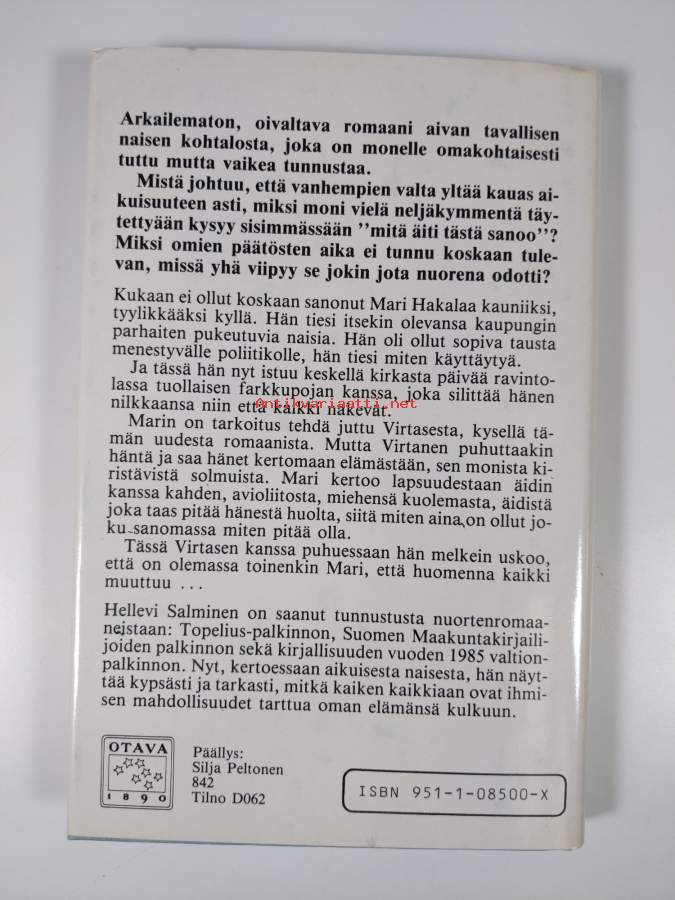 Arkailematon, oivaltava romaani aivan tavallisen
naisen kohtalosta, joka on monelle omakohtaisesti
tuttu mutta vaikea tunnustaa.
Mistä johtuu, että vanhempien valta yltää kauas ai-
kuisuuteen asti, miksi moni vielä neljäkymmentä täy-
tettyään kysyy sisimmässään ”mitä äiti tästä sanoo”?
Miksi omien päätösten aika ei tunnu koskaan tule-
van, missä yhä viipyy se jokin jota nuorena odotti?
Kukaan ei ollut koskaan sanonut Mari Hakalaa kauniiksi,
tyylikkääksi kyllä. Hän tiesi itsekin olevansa kaupungin
parhaiten pukeutuvia naisia. Hän oli ollut sopiva tausta
menestyvälle poliitikolle, hän tiesi miten käyttäytyä.
Ja tässä hän nyt istuu keskellä kirkasta päivää ravinto-
lassa tuollaisen farkkupojan kanssa, joka silittää hänen
Antikvariaatti.net
nilkkaansa niin että kaikki näkevät.
Marin on tarkoitus tehdä juttu Virtasesta, kysellä tä-
män uudesta romaanista. Mutta Virtanen puhuttaakin
häntä ja saa hänet kertomaan elämästään, sen monista ki-
ristävistä solmuista. Mari kertoo lapsuudestaan äidin
kanssa kahden, avioliitosta, miehensä kuolemasta, äidistä
joka taas pitää hänestä huolta, siitä miten aina on ollut jo-
ku sanomassa miten pitää olla.
Tässä Virtasen kanssa puhuessaan hän melkein uskoo,
että on olemassa toinenkin Mari, että huomenna kaikki
muuttuu ...
Hellevi Salminen on saanut tunnustusta nuortenromaa-
neistaan: Topelius-palkinnon, Suomen Maakuntakirjaili-
joiden palkinnon sekä kirjallisuuden vuoden 1985 valtion-
palkinnon. Nyt, kertoessaan aikuisesta naisesta, hän näyt-
tää kypsästi ja tarkasti, mitkä kaiken kaikkiaan ovat ihmi-
sen mahdollisuudet tarttua oman elämänsä kulkuun.
OTAVA
1890
Päällys:
Silja Peltonen
842
Tilno D062
ISBN 951-1-08500-X